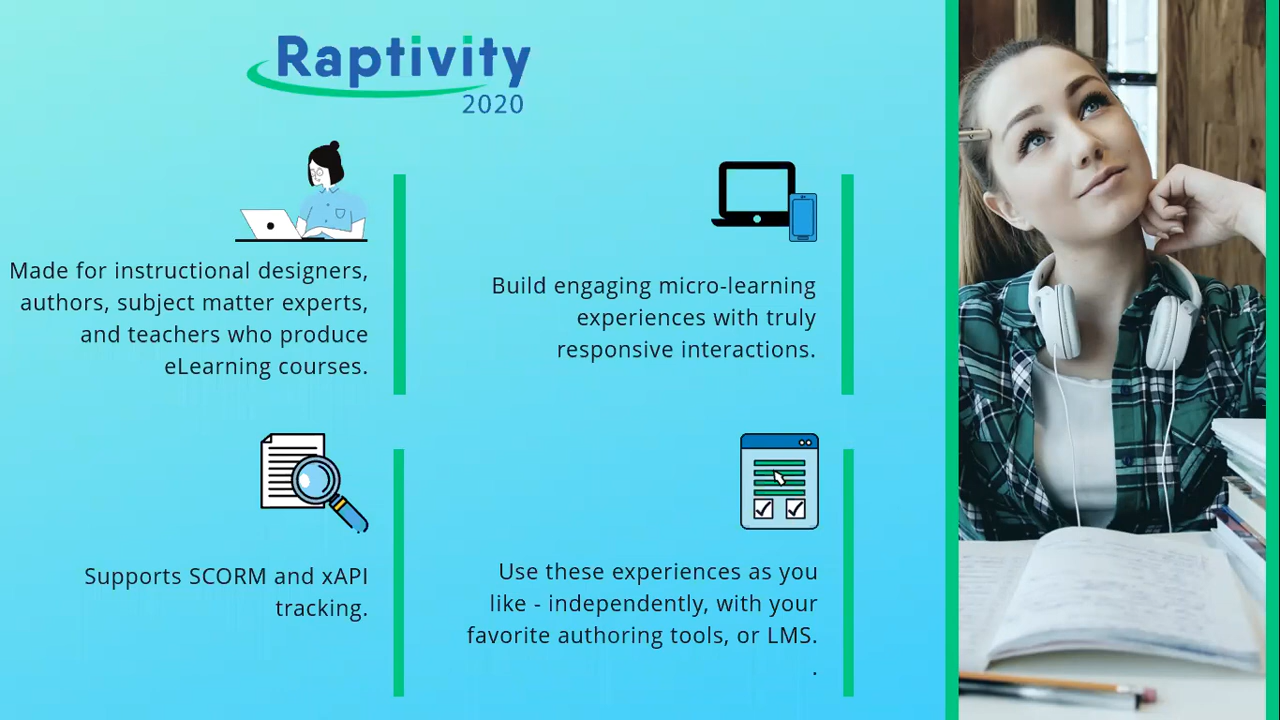 Raptivity
2020
Made for instructional designers,
authors, subject matter experts,
and teachers who produce
eLearning courses.
Build engaging micro-learning
experiences with truly
responsive interactions.
Supports SCORM and xAPI
tracking.
Use these experiences as you
like - independently, with your
favorite authoring tools, or LMS.
.